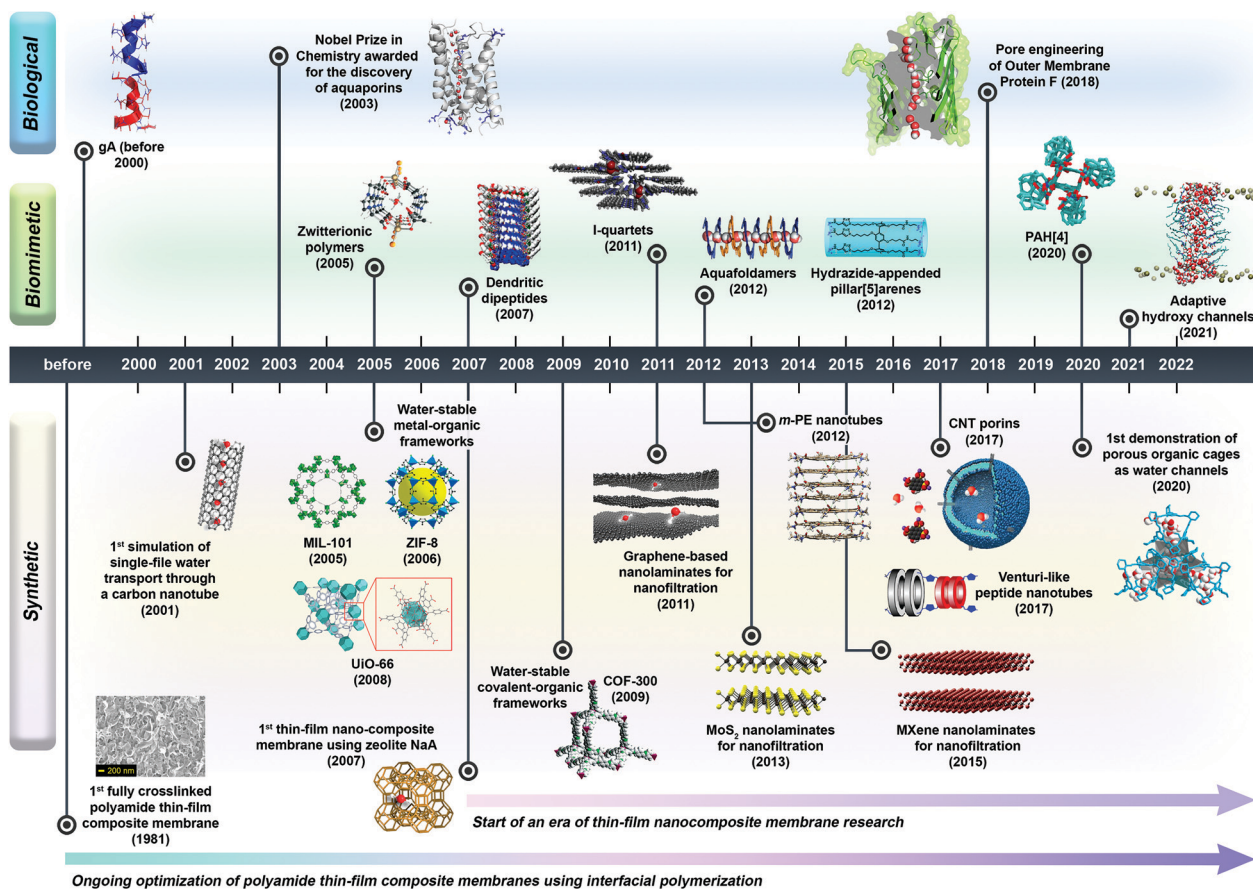 Biological
gA (before
2000)
Nobel Prize in
Chemistry awarded
for the discovery
of aquaporins
(2003)
Pore engineering
of Outer Membrane
Protein F (2018)
Biomimetic
Zwitterionic
polymers
(2005)
Dendritic
dipeptides
(2007)
I-quartets
(2011)
Aquafoldamers
(2012)
Hydrazide-appended
pillar[5]arenes
(2012)
PAH[4]
(2020)
Adaptive
hydroxy channels
(2021)
before 2000 2001 2002 2003 2004 2005 2006 2007 2008 2009 2010 2011 2012 2013 2014 2015 2016 2017 2018 2019 2020 2021 2022
Synthetic
1st simulation of
single-file water
transport through
a carbon nanotube
(2001)
Water-stable
metal-organic
frameworks
MIL-101
(2005)
ZIF-8
(2006)
UiO-66
(2008)
Graphene-based
nanolaminates for
nanofiltration
(2011)
m-PE nanotubes
(2012)
CNT porins
(2017)
Venturi-like
peptide nanotubes
(2017)
1st demonstration of
porous organic cages
as water channels
(2020)
200 nm
1st fully crosslinked
polyamide thin-film
composite membrane
(1981)
1st thin-film nano-composite
membrane using zeolite NaA
(2007)
Water-stable
covalent-organic
frameworks
COF-300
(2009)
MoS2 nanolaminates
for nanofiltration
(2013)
MXene nanolaminates
for nanofiltration
(2015)
Start of an era of thin-film nanocomposite membrane research
Ongoing optimization of polyamide thin-film composite membranes using interfacial polymerization